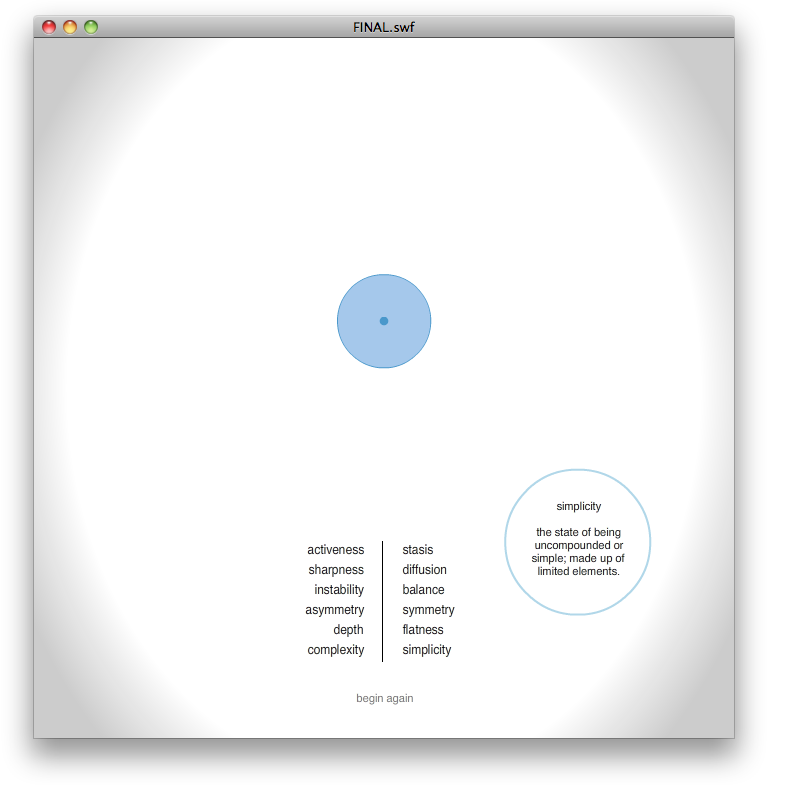 FINAL.swf
simplicity
the state of being
uncompounded or
simple; made up of
limited elements.
activeness stasis
sharpness diffusion
instability balance
asymmetry symmetry
depth flatness
complexity simplicity
begin again